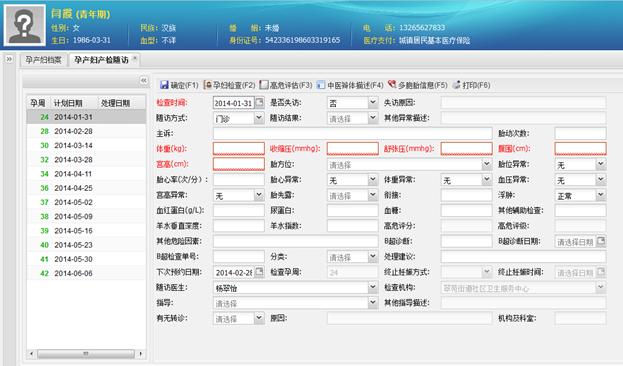 闫霞 (青年期)
性别: 女 民族: 汉族 婚 姻: 未婚 电 话: 13265627833
生日: 1986-03-31 血型: 不详 身份证号: 542336198603319165 医疗支付: 城镇居民基本医疗保险
孕产妇档案 孕产妇产检随访
确定(F1) 孕妇检查(F2) 高危评估(F3) 中医辩体描述(F4) 多胞胎信息(F5) 打印(F6)
孕周 计划日期 处理日期
24 2014-01-31
28 2014-02-28
30 2014-03-14
32 2014-03-28
34 2014-04-11
36 2014-04-25
37 2014-05-02
38 2014-05-09
39 2014-05-16
40 2014-05-23
41 2014-05-30
42 2014-06-06
检查时间: 2014-01-31 是否失访: 否 失访原因:
随访方式: 门诊 随访结果: 请选择 其他异常描述:
主诉: 胎动次数:
体重(kg): 收缩压(mmhg): 舒张压(mmhg): 腹围(cm):
宫高(cm): 胎方位: 请选择 胎位异常: 无
胎心率(次/分): 胎心异常: 无 体重异常: 无 血压异常: 无
宫高异常: 无 胎先露: 请选择 衔接: 浮肿: 正常
血红蛋白(g/L): 尿蛋白: 血糖: 其他辅助检查:
羊水垂直深度: 羊水指数: 高危评分: 高危评级:
其他危险因素: B超诊断: B超诊断日期: 请选择日期
B超检查单号: 分类: 请选择 处理建议:
下次预约日期: 2014-02-28 检查孕周: 24 终止妊娠方式: 终止妊娠时间: 请选择日期
随访医生: 杨翠怡 检查机构: 翠苑街道社区卫生服务中心
指导: 请选择 其他指导描述:
有无转诊: 请选择 原因: 机构及科室: